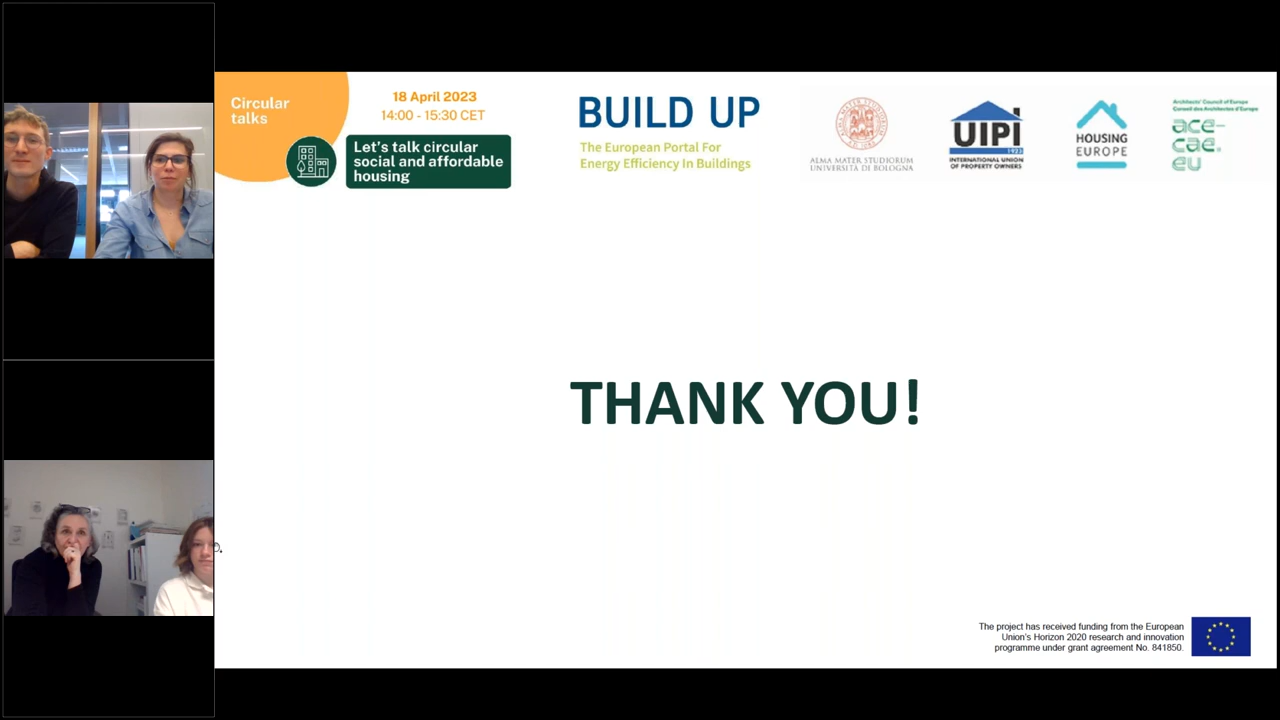 Circular
talks
18 April 2023
14:00 - 15:30 CET
Let's talk circular
social and affordable
housing
BUILD UP
The European Portal For
Energy Efficiency In Buildings
ALMA MATER STUDIORUM
UNIVERSITÀ DI BOLOGNA
UIPI
1923
INTERNATIONAL UNION
OF PROPERTY OWNERS
HOUSING
EUROPE
Architects' Council of Europe
Conseil des Architectes d'Europe
ace-
cae.
eu
THANK YOU!
The project has received funding from the European
Union's Horizon 2020 research and innovation
programme under grant agreement No. 841850.